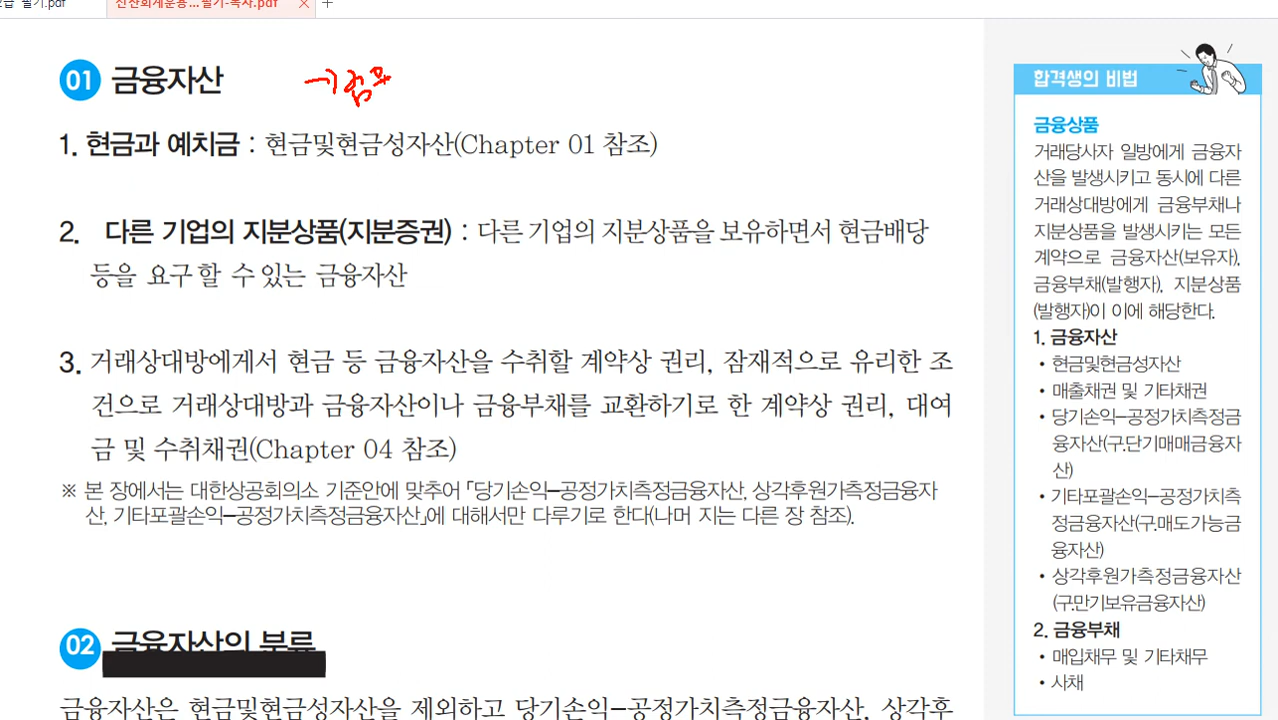 2급 필기.pdf
전산회계운용...필기-복사.pdf
01 금융자산
1. 현금과 예치금 : 현금및현금성자산(Chapter 01 참조)
2. 다른 기업의 지분상품(지분증권) : 다른 기업의 지분상품을 보유하면서 현금배당
등을 요구 할 수 있는 금융자산
3. 거래상대방에게서 현금 등 금융자산을 수취할 계약상 권리, 잠재적으로 유리한 조
건으로 거래상대방과 금융자산이나 금융부채를 교환하기로 한 계약상 권리, 대여
금 및 수취채권(Chapter 04 참조)
※ 본 장에서는 대한상공회의소 기준안에 맞추어 「당기손익–공정가치측정금융자산, 상각후원가측정금융자
산, 기타포괄손익–공정가치측정금융자산」에 대해서만 다루기로 한다(나머 지는 다른 장 참조).
02 금융자산의 분류
금융자산은 현금및현금성자산을 제외하고 당기손익–공정가치측정금융자산, 상각후
합격생의 비법
금융상품
거래당사자 일방에게 금융자
산을 발생시키고 동시에 다른
거래상대방에게 금융부채나
지분상품을 발생시키는 모든
계약으로 금융자산(보유자),
금융부채(발행자), 지분상품
(발행자)이 이에 해당한다.
1. 금융자산
• 현금및현금성자산
• 매출채권 및 기타채권
• 당기손익–공정가치측정금
융자산(구.단기매매금융자
산)
• 기타포괄손익–공정가치측
정금융자산(구.매도가능금
융자산)
• 상각후원가측정금융자산
(구.만기보유금융자산)
2. 금융부채
• 매입채무 및 기타채무
• 사채